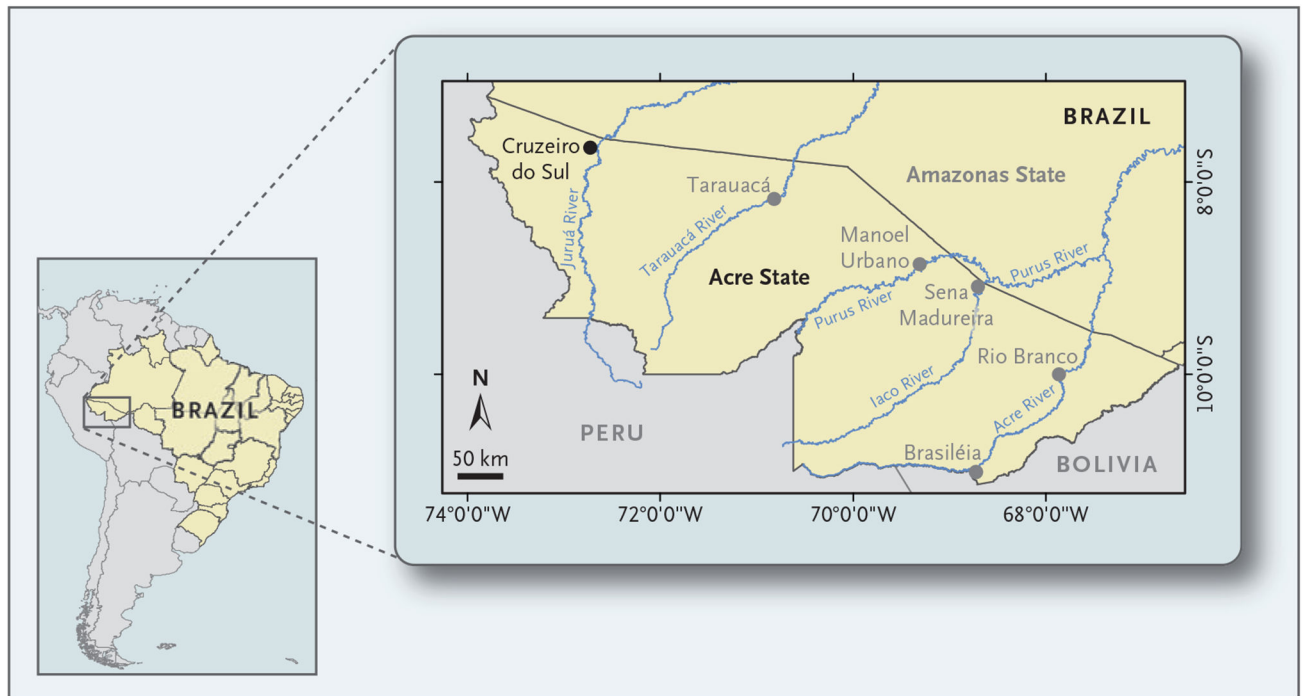 BRAZIL
Cruzeiro
do Sul
Tarauacá
Amazonas State
8°0'0"S
Juruá River
Tarauacá River
Manoel
Urbano
Acre State
Purus River
Purus River
Sena
Madureira
Rio Branco
10°0'0"S
Iaco River
Acre River
N
PERU
Brasiléia
BOLIVIA
50 km
74°0'0"W
72°0'0"W
70°0'0"W
68°0'0"W
BRAZIL